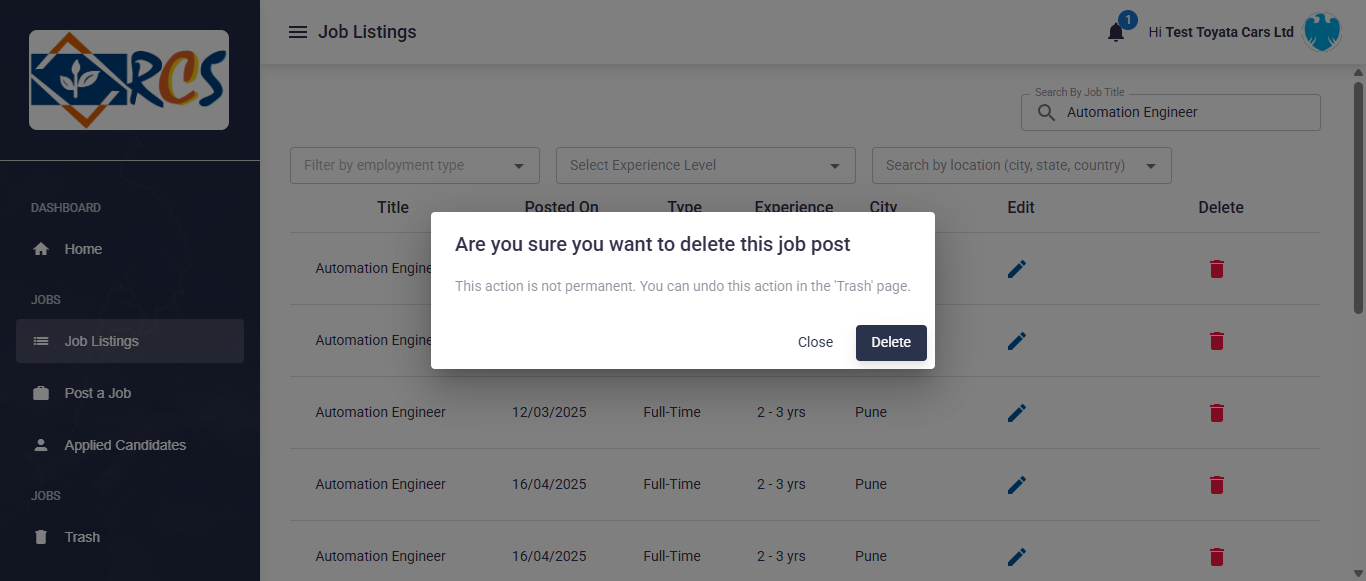 RCS
Job Listings
1
Hi Test Toyata Cars Ltd
Search By Job Title
Automation Engineer
Filter by employment type
Select Experience Level
Search by location (city, state, country)
DASHBOARD
Home
JOBS
Job Listings
Post a Job
Applied Candidates
JOBS
Trash
Title Posted On Type Experience City Edit Delete
Automation Engine
Automation Engine
Automation Engineer 12/03/2025 Full-Time 2 - 3 yrs Pune
Automation Engineer 16/04/2025 Full-Time 2 - 3 yrs Pune
Automation Engineer 16/04/2025 Full-Time 2 - 3 yrs Pune
Are you sure you want to delete this job post
This action is not permanent. You can undo this action in the 'Trash' page.
Close Delete